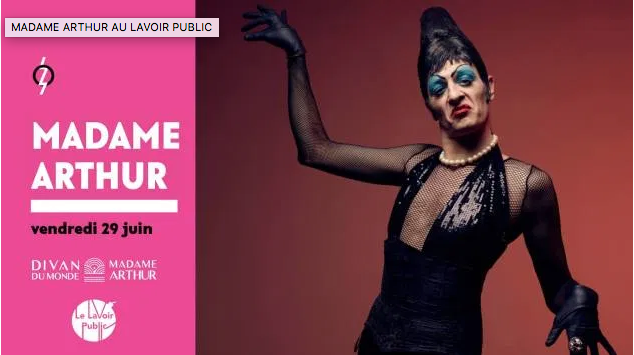 MADAME ARTHUR AU LAVOIR PUBLIC
MADAME
ARTHUR
vendredi 29 juin
DIVAN
DU MONDE
MADAME
ARTHUR
Le Lavoir
Public